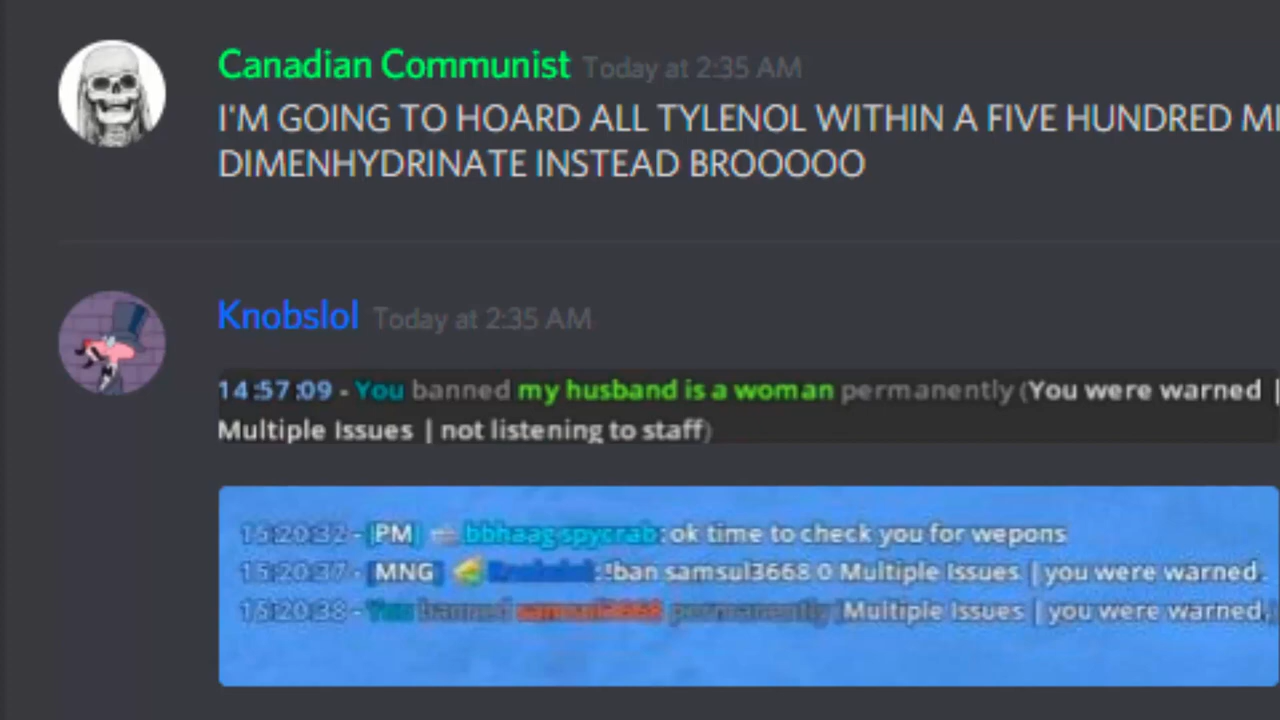 Canadian Communist Today at 2:35 AM
I'M GOING TO HOARD ALL TYLENOL WITHIN A FIVE HUNDRED MI
DIMENHYDRINATE INSTEAD BROOOOO
Knobslol Today at 2:35 AM
14:57:09 - You banned my husband is a woman permanently (You were warned |
Multiple Issues | not listening to staff)
15:20:32 - [PM] bbhaag spycrab: ok time to check you for wepons
15:20:37 - [MNG] Knobslol: !ban samsul3668 0 Multiple Issues | you were warned.
15:20:38 - You banned samsul3668 permanently (Multiple Issues | you were warned.